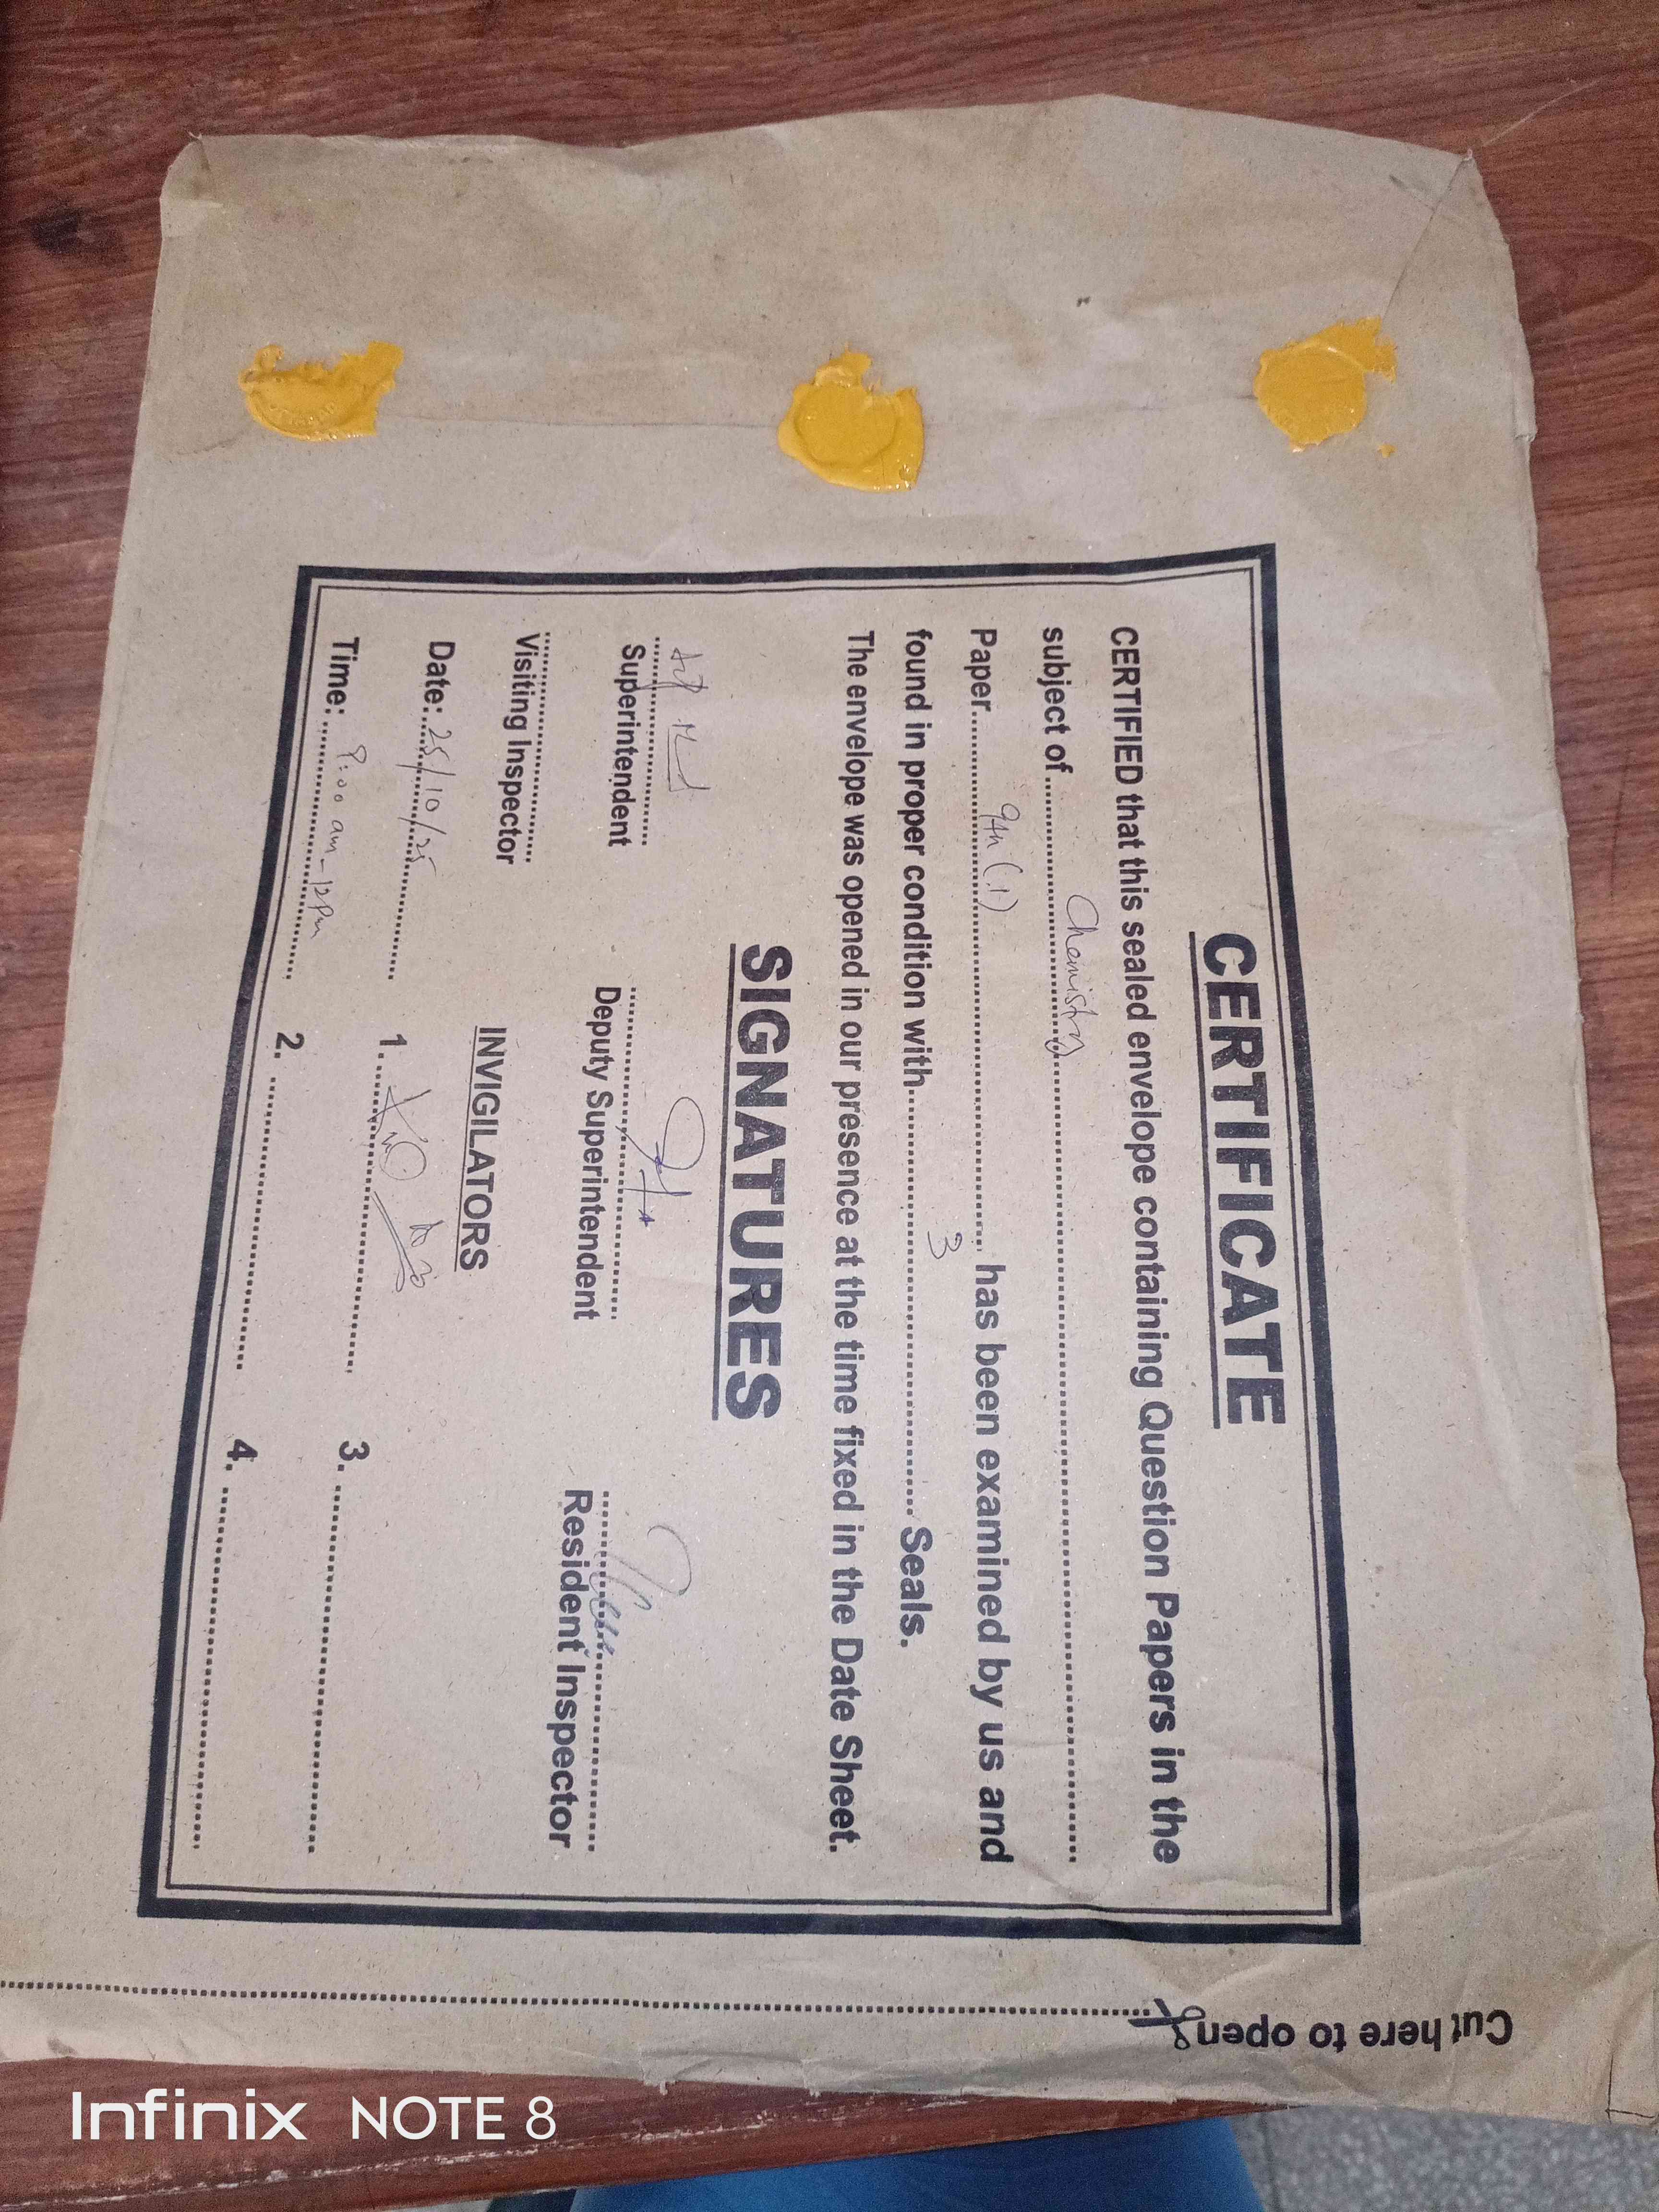 CERTIFICATE
CERTIFIED that this sealed envelope containing Question Papers in the
subject of .......... Chemistry ..........
Paper.......... 9th (1) .......... has been examined by us and
found in proper condition with.......... 3 .......... Seals.
The envelope was opened in our presence at the time fixed in the Date Sheet.
SIGNATURES
Superintendent Deputy Superintendent Resident Inspector
Visiting Inspector
INVIGILATORS
Date: 25/10/25
1. .......... 3. ..........
Time: 9:00 am - 12 pm
2. .......... 4. ..........
Cut here to open
Infinix NOTE 8